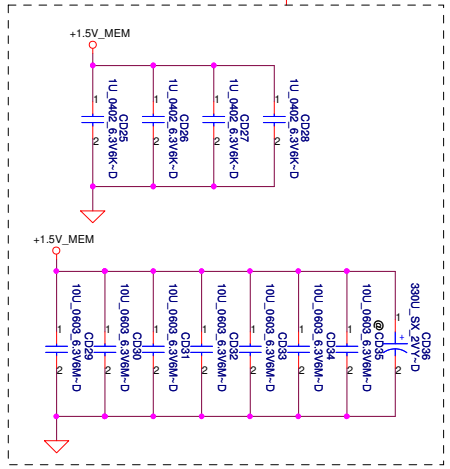 +1.5V_MEM
1
2
1U_0402_6.3V6K~D
CD25
1
2
1U_0402_6.3V6K~D
CD26
1
2
1U_0402_6.3V6K~D
CD27
1
2
1U_0402_6.3V6K~D
CD28
+1.5V_MEM
1
2
10U_0603_6.3V6M~D
CD29
1
2
10U_0603_6.3V6M~D
CD30
1
2
10U_0603_6.3V6M~D
CD31
1
2
10U_0603_6.3V6M~D
CD32
1
2
10U_0603_6.3V6M~D
CD33
1
2
10U_0603_6.3V6M~D
CD34
1
2
10U_0603_6.3V6M~D
@CD35
1
+
2
330U_SX_2VY~D
CD36